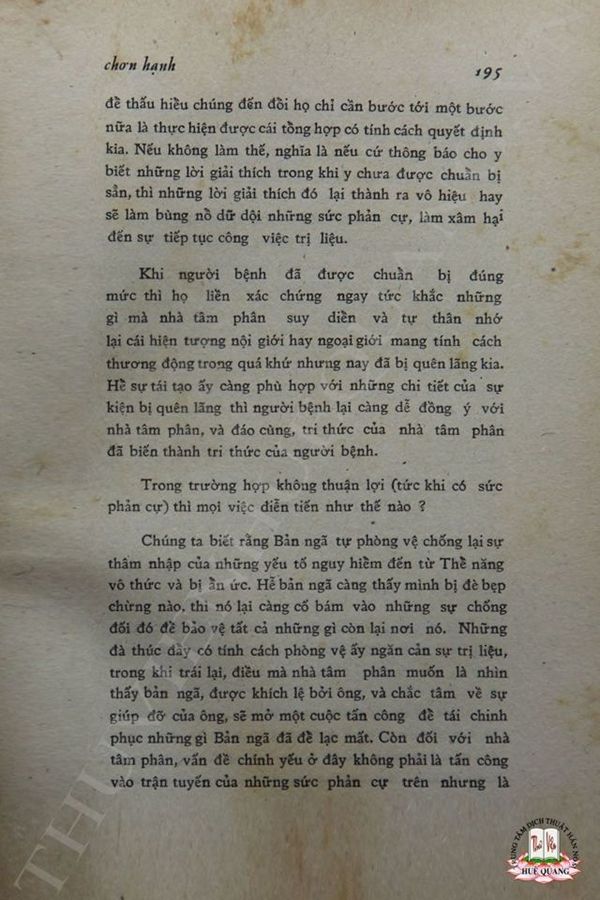 chơn hạnh
195
để thấu hiểu chúng đến đỗi họ chỉ cần bước tới một bước
nữa là thực hiện được cái tổng hợp có tính cách quyết định
kia. Nếu không làm thế, nghĩa là nếu cứ thông báo cho y
biết những lời giải thích trong khi y chưa được chuẩn bị
sẳn, thì những lời giải thích đó lại thành ra vô hiệu hay
sẽ làm bùng nổ dữ dội những sức phản cự, làm xâm hại
đến sự tiếp tục công việc trị liệu.
Khi người bệnh đã được chuẩn bị đúng
mức thì họ liền xác chứng ngay tức khắc những
gì mà nhà tâm phân suy diễn và tự thân nhớ
lại cái hiện tượng nội giới hay ngoại giới mang tính cách
thương động trong quá khứ nhưng nay đã bị quên lãng kia.
Hễ sự tái tạo ấy càng phù hợp với những chi tiết của sự
kiện bị quên lãng thì người bệnh lại càng dễ đồng ý với
nhà tâm phân, và đáo cùng, tri thức của nhà tâm phân
đã biến thành tri thức của người bệnh.
Trong trường hợp không thuận lợi (tức khi có sức
phản cự) thì mọi việc diễn tiến như thế nào ?
Chúng ta biết rằng Bản ngã tự phòng vệ chống lại sự
thâm nhập của những yếu tố nguy hiểm đến từ Thể năng
vô thức và bị ẩn ức. Hễ bản ngã càng thấy mình bị đè bẹp
chừng nào, thì nó lại càng cố bám vào những sự chống
đối đó để bảo vệ tất cả những gì còn lại nơi nó. Những
đà thúc đẩy có tính cách phòng vệ ấy ngăn cản sự trị liệu,
trong khi trái lại, điều mà nhà tâm phân muốn là nhìn
thấy bản ngã, được khích lệ bởi ông, và chắc tâm về sự
giúp đỡ của ông, sẽ mở một cuộc tấn công để tái chinh
phục những gì Bản ngã đã để lạc mất. Còn đối với nhà
tâm phân, vấn đề chính yếu ở đây không phải là tấn công
vào trận tuyến của những sức phản cự trên nhưng là
TRUNG TÂM DỊCH THUẬT HÁN NÔM
HUỆ QUANG